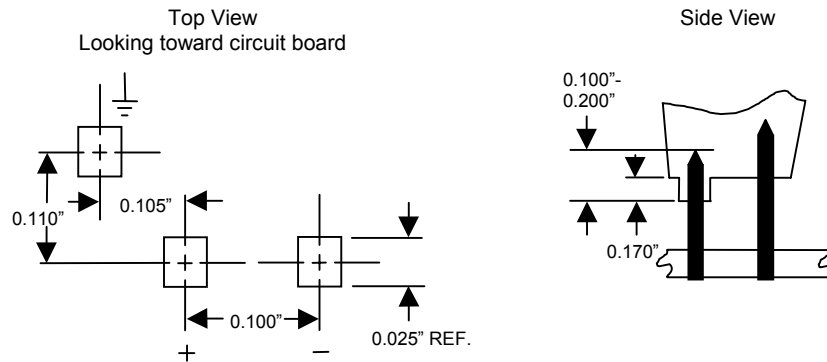 Top View
Looking toward circuit board
Side View
0.100”-
0.200”
0.110”
0.105”
0.170”
0.100”
0.025” REF.
+
−